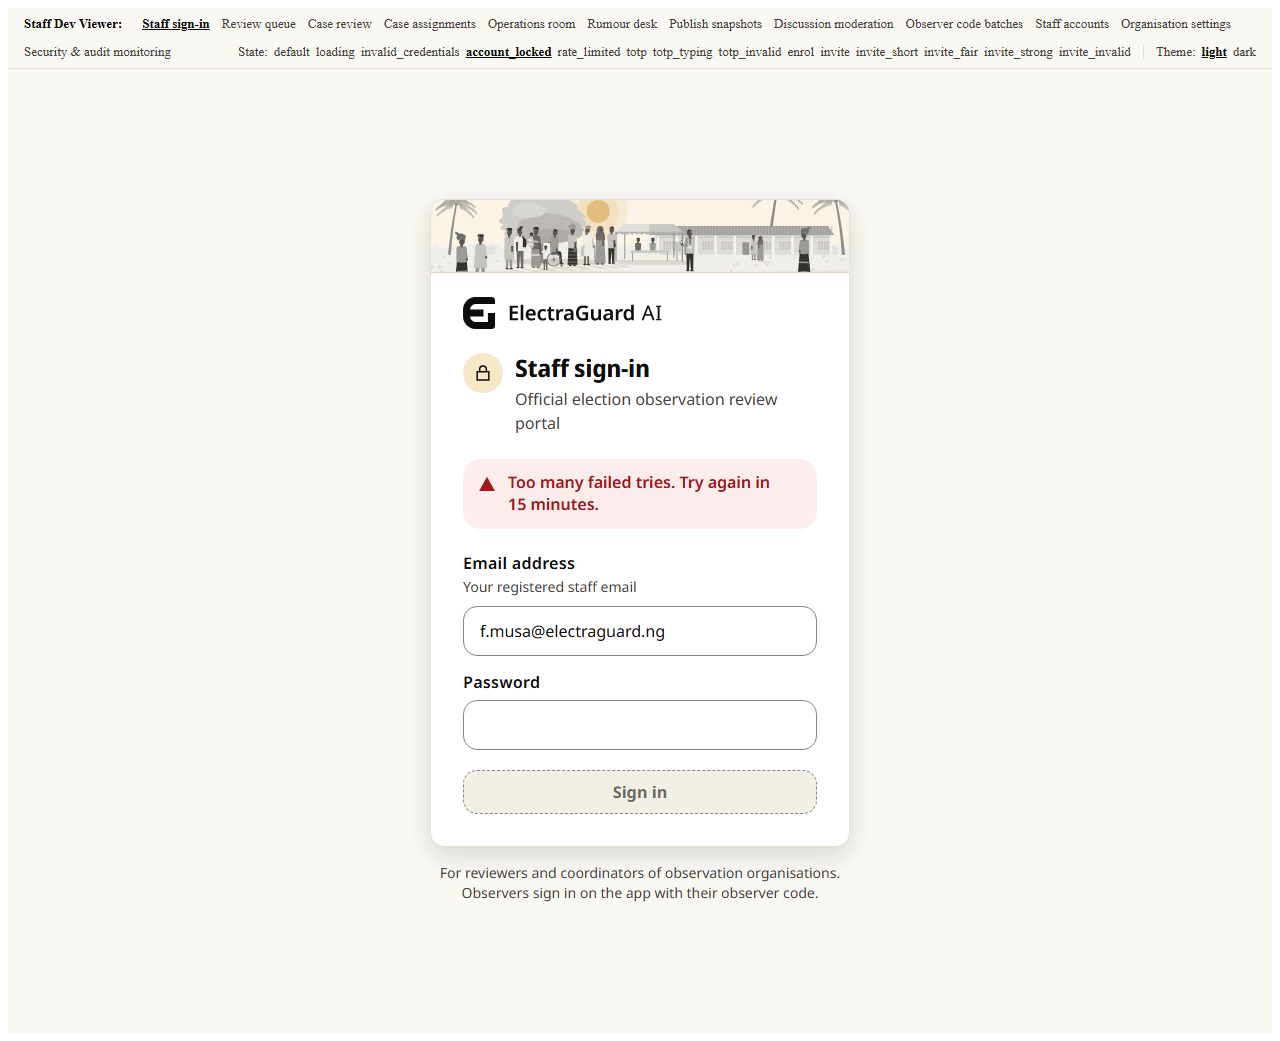 Staff Dev Viewer: Staff sign-in Review queue Case review Case assignments Operations room Rumour desk Publish snapshots Discussion moderation Observer code batches Staff accounts Organisation settings
Security & audit monitoring State: default loading invalid_credentials account_locked rate_limited totp totp_typing totp_invalid enrol invite invite_short invite_fair invite_strong invite_invalid Theme: light dark
ElectraGuard AI
Staff sign-in
Official election observation review
portal
Too many failed tries. Try again in
15 minutes.
Email address
Your registered staff email
f.musa@electraguard.ng
Password
Sign in
For reviewers and coordinators of observation organisations.
Observers sign in on the app with their observer code.